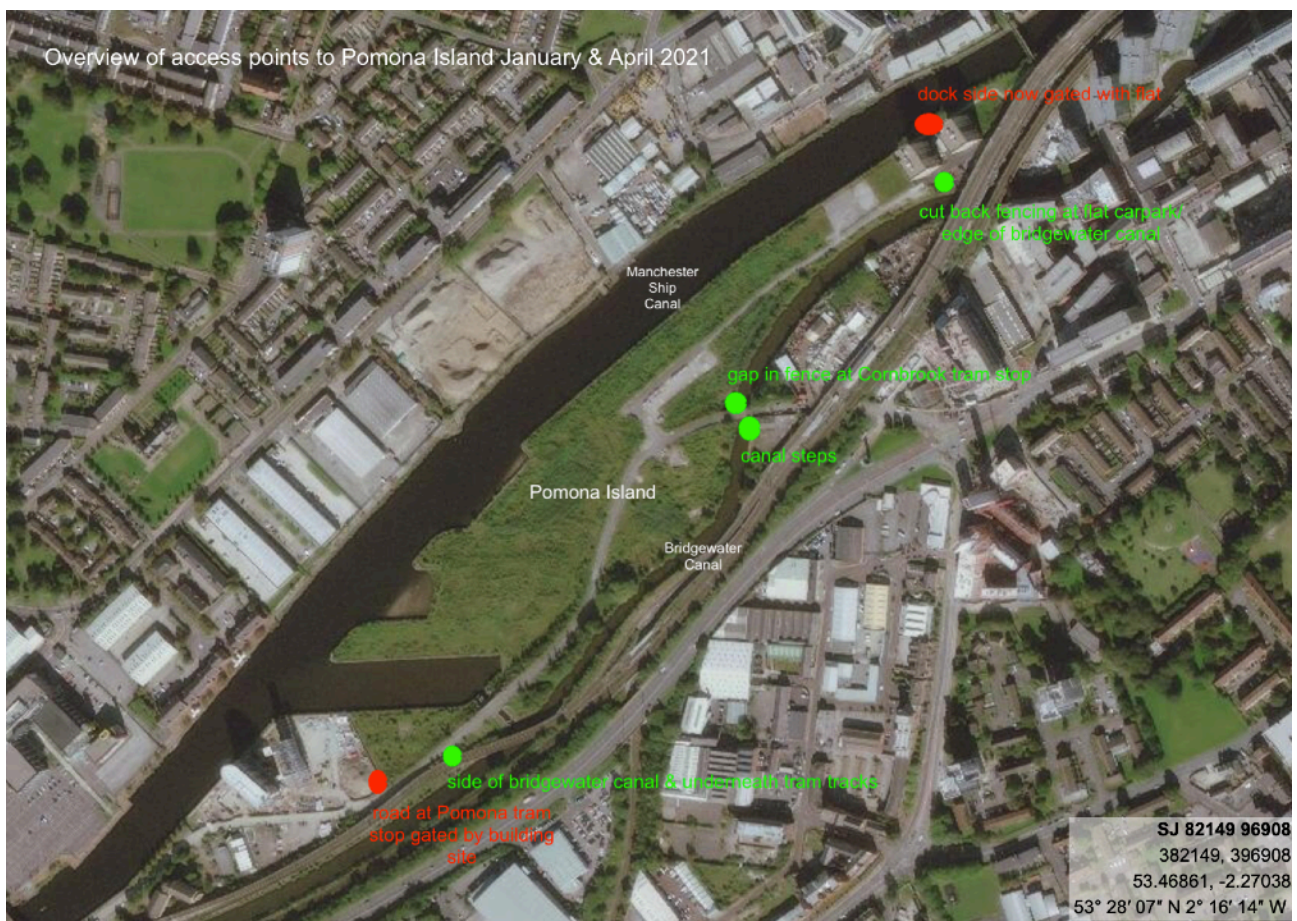 Overview of access points to Pomona Island January & April 2021
dock side now gated with flat
cut back fencing at flat carpark/
edge of bridgewater canal
Manchester
Ship
Canal
gap in fence at Cornbrook tram stop
canal steps
Pomona Island
Bridgewater
Canal
side of bridgewater canal & underneath tram tracks
road at Pomona tram
stop gated by building
site
SJ 82149 96908
382149, 396908
53.46861, -2.27038
53° 28′ 07″ N 2° 16′ 14″ W